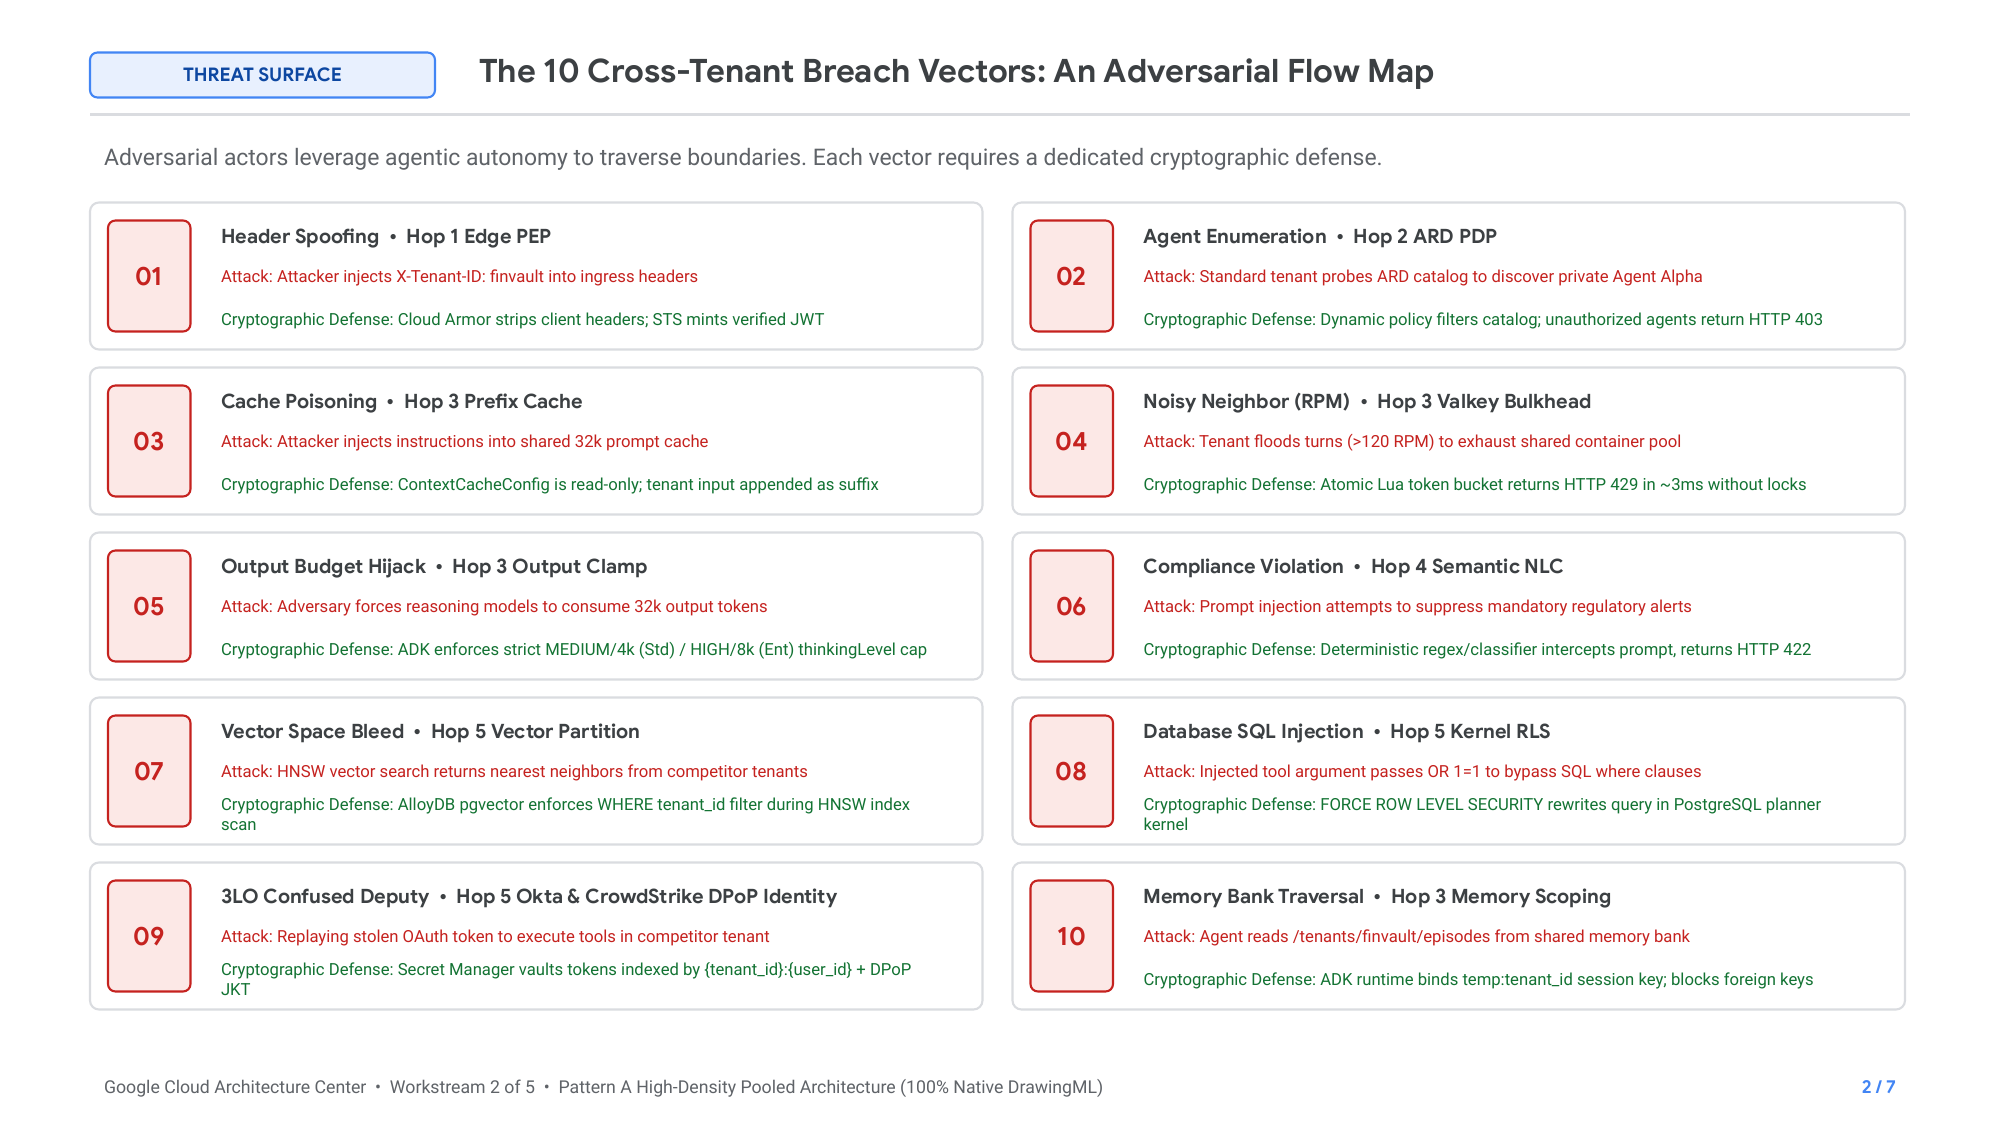 THREAT SURFACE
The 10 Cross-Tenant Breach Vectors: An Adversarial Flow Map
Adversarial actors leverage agentic autonomy to traverse boundaries. Each vector requires a dedicated cryptographic defense.
01
Header Spoofing • Hop 1 Edge PEP
Attack: Attacker injects X-Tenant-ID: finvault into ingress headers
Cryptographic Defense: Cloud Armor strips client headers; STS mints verified JWT
02
Agent Enumeration • Hop 2 ARD PDP
Attack: Standard tenant probes ARD catalog to discover private Agent Alpha
Cryptographic Defense: Dynamic policy filters catalog; unauthorized agents return HTTP 403
03
Cache Poisoning • Hop 3 Prefix Cache
Attack: Attacker injects instructions into shared 32k prompt cache
Cryptographic Defense: ContextCacheConfig is read-only; tenant input appended as suffix
04
Noisy Neighbor (RPM) • Hop 3 Valkey Bulkhead
Attack: Tenant floods turns (>120 RPM) to exhaust shared container pool
Cryptographic Defense: Atomic Lua token bucket returns HTTP 429 in ~3ms without locks
05
Output Budget Hijack • Hop 3 Output Clamp
Attack: Adversary forces reasoning models to consume 32k output tokens
Cryptographic Defense: ADK enforces strict MEDIUM/4k (Std) / HIGH/8k (Ent) thinkingLevel cap
06
Compliance Violation • Hop 4 Semantic NLC
Attack: Prompt injection attempts to suppress mandatory regulatory alerts
Cryptographic Defense: Deterministic regex/classifier intercepts prompt, returns HTTP 422
07
Vector Space Bleed • Hop 5 Vector Partition
Attack: HNSW vector search returns nearest neighbors from competitor tenants
Cryptographic Defense: AlloyDB pgvector enforces WHERE tenant_id filter during HNSW index
scan
08
Database SQL Injection • Hop 5 Kernel RLS
Attack: Injected tool argument passes OR 1=1 to bypass SQL where clauses
Cryptographic Defense: FORCE ROW LEVEL SECURITY rewrites query in PostgreSQL planner
kernel
09
3LO Confused Deputy • Hop 5 Okta & CrowdStrike DPoP Identity
Attack: Replaying stolen OAuth token to execute tools in competitor tenant
Cryptographic Defense: Secret Manager vaults tokens indexed by {tenant_id}:{user_id} + DPoP
JKT
10
Memory Bank Traversal • Hop 3 Memory Scoping
Attack: Agent reads /tenants/finvault/episodes from shared memory bank
Cryptographic Defense: ADK runtime binds temp:tenant_id session key; blocks foreign keys
Google Cloud Architecture Center • Workstream 2 of 5 • Pattern A High-Density Pooled Architecture (100% Native DrawingML)
2 / 7